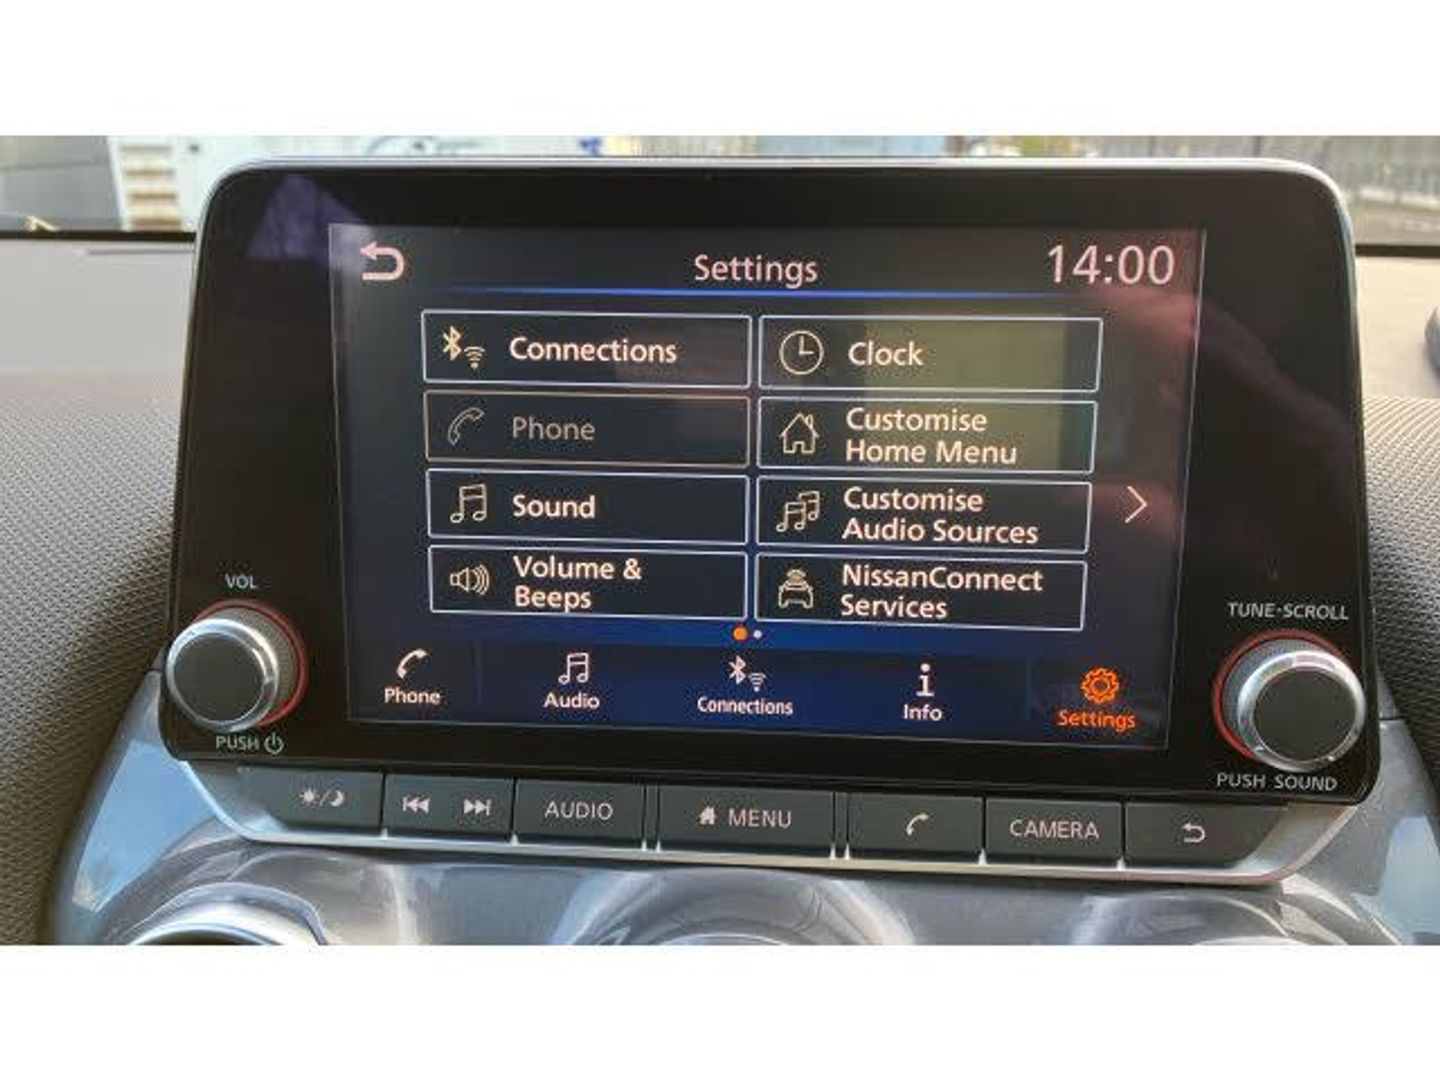 Settings
14:00
Connections
Clock
Phone
Customise
Home Menu
Sound
Customise
Audio Sources
Volume &
Beeps
NissanConnect
Services
Phone
Audio
Connections
Info
Settings
VOL
PUSH
TUNE·SCROLL
PUSH SOUND
AUDIO
MENU
CAMERA